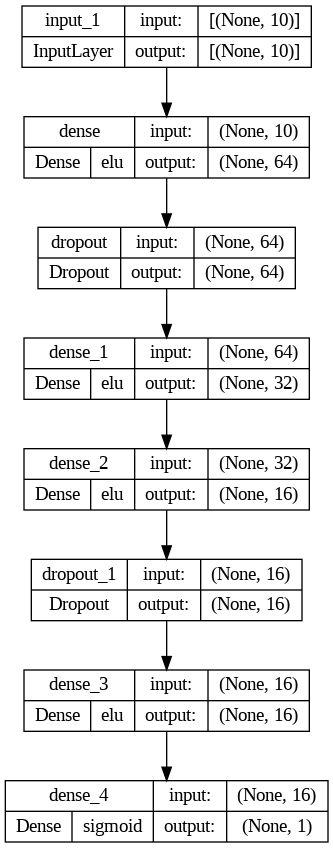 input_1 input: [(None, 10)]
InputLayer output: [(None, 10)]
dense input: (None, 10)
Dense elu output: (None, 64)
dropout input: (None, 64)
Dropout output: (None, 64)
dense_1 input: (None, 64)
Dense elu output: (None, 32)
dense_2 input: (None, 32)
Dense elu output: (None, 16)
dropout_1 input: (None, 16)
Dropout output: (None, 16)
dense_3 input: (None, 16)
Dense elu output: (None, 16)
dense_4 input: (None, 16)
Dense sigmoid output: (None, 1)